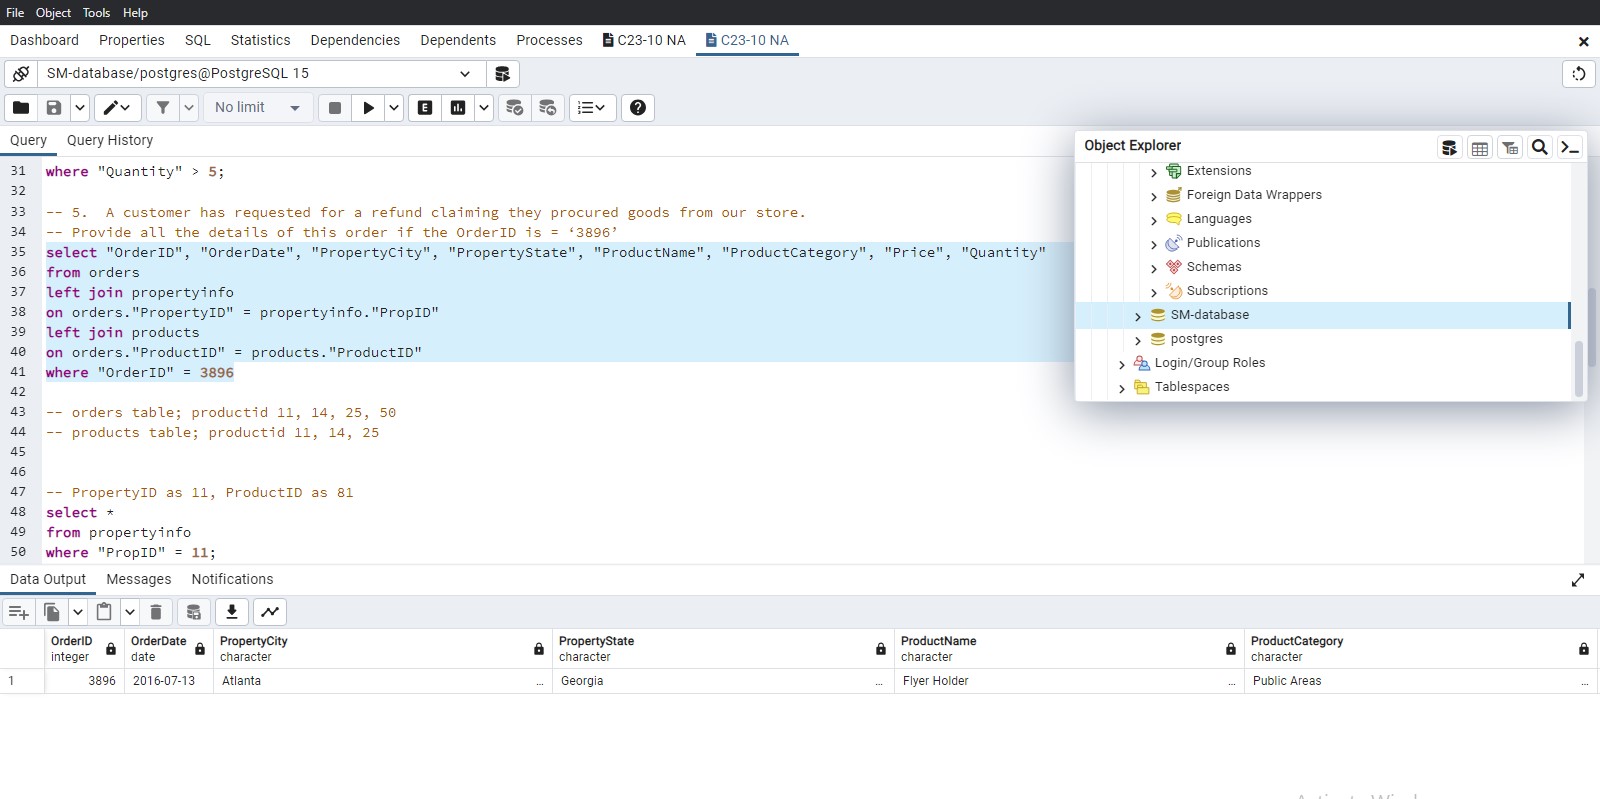 File Object Tools Help
Dashboard Properties SQL Statistics Dependencies Dependents Processes C23-10 NA C23-10 NA
SM-database/postgres@PostgreSQL 15
No limit
E
Query Query History
Object Explorer
Extensions
Foreign Data Wrappers
Languages
Publications
Schemas
Subscriptions
SM-database
postgres
Login/Group Roles
Tablespaces
31 where "Quantity" > 5;
32
33 -- 5.  A customer has requested for a refund claiming they procured goods from our store.
34 -- Provide all the details of this order if the OrderID is = ‘3896’
35 select "OrderID", "OrderDate", "PropertyCity", "PropertyState", "ProductName", "ProductCategory", "Price", "Quantity"
36 from orders
37 left join propertyinfo
38 on orders."PropertyID" = propertyinfo."PropID"
39 left join products
40 on orders."ProductID" = products."ProductID"
41 where "OrderID" = 3896
42
43 -- orders table; productid 11, 14, 25, 50
44 -- products table; productid 11, 14, 25
45
46
47 -- PropertyID as 11, ProductID as 81
48 select *
49 from propertyinfo
50 where "PropID" = 11;
Data Output Messages Notifications
OrderID OrderDate PropertyCity PropertyState ProductName ProductCategory
integer date character character character character
1 3896 2016-07-13 Atlanta ... Georgia ... Flyer Holder ... Public Areas ...